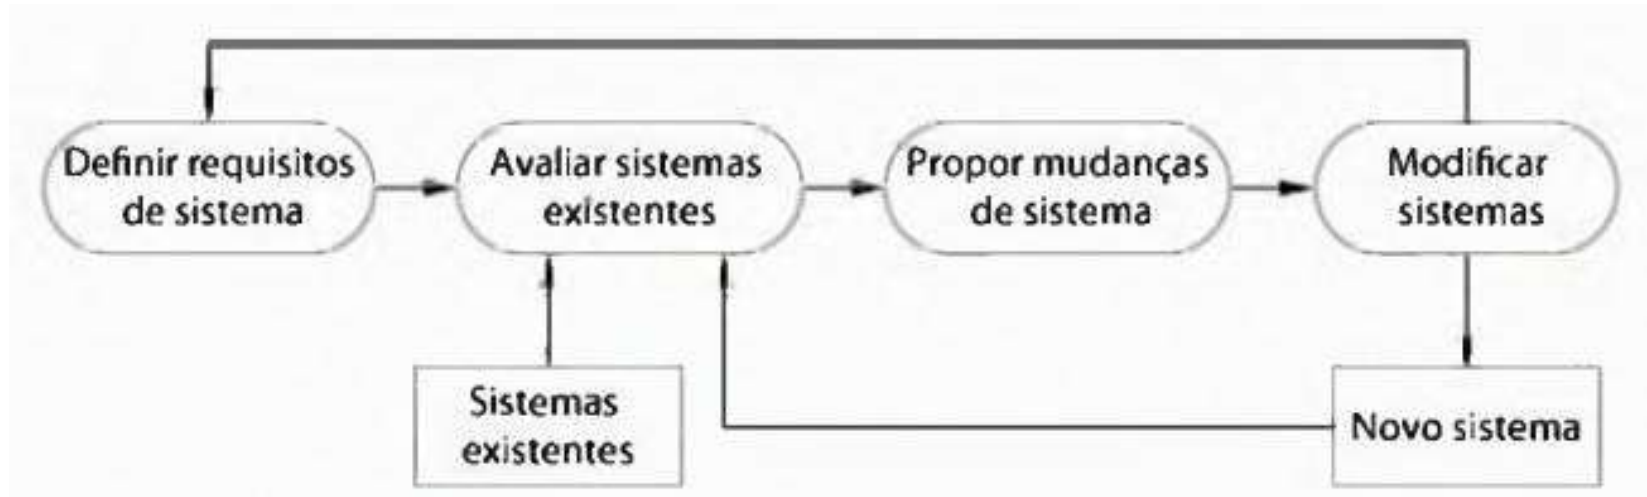 Definir requisitos
de sistema
Avaliar sistemas
existentes
Propor mudanças
de sistema
Modificar
sistemas
Sistemas
existentes
Novo sistema